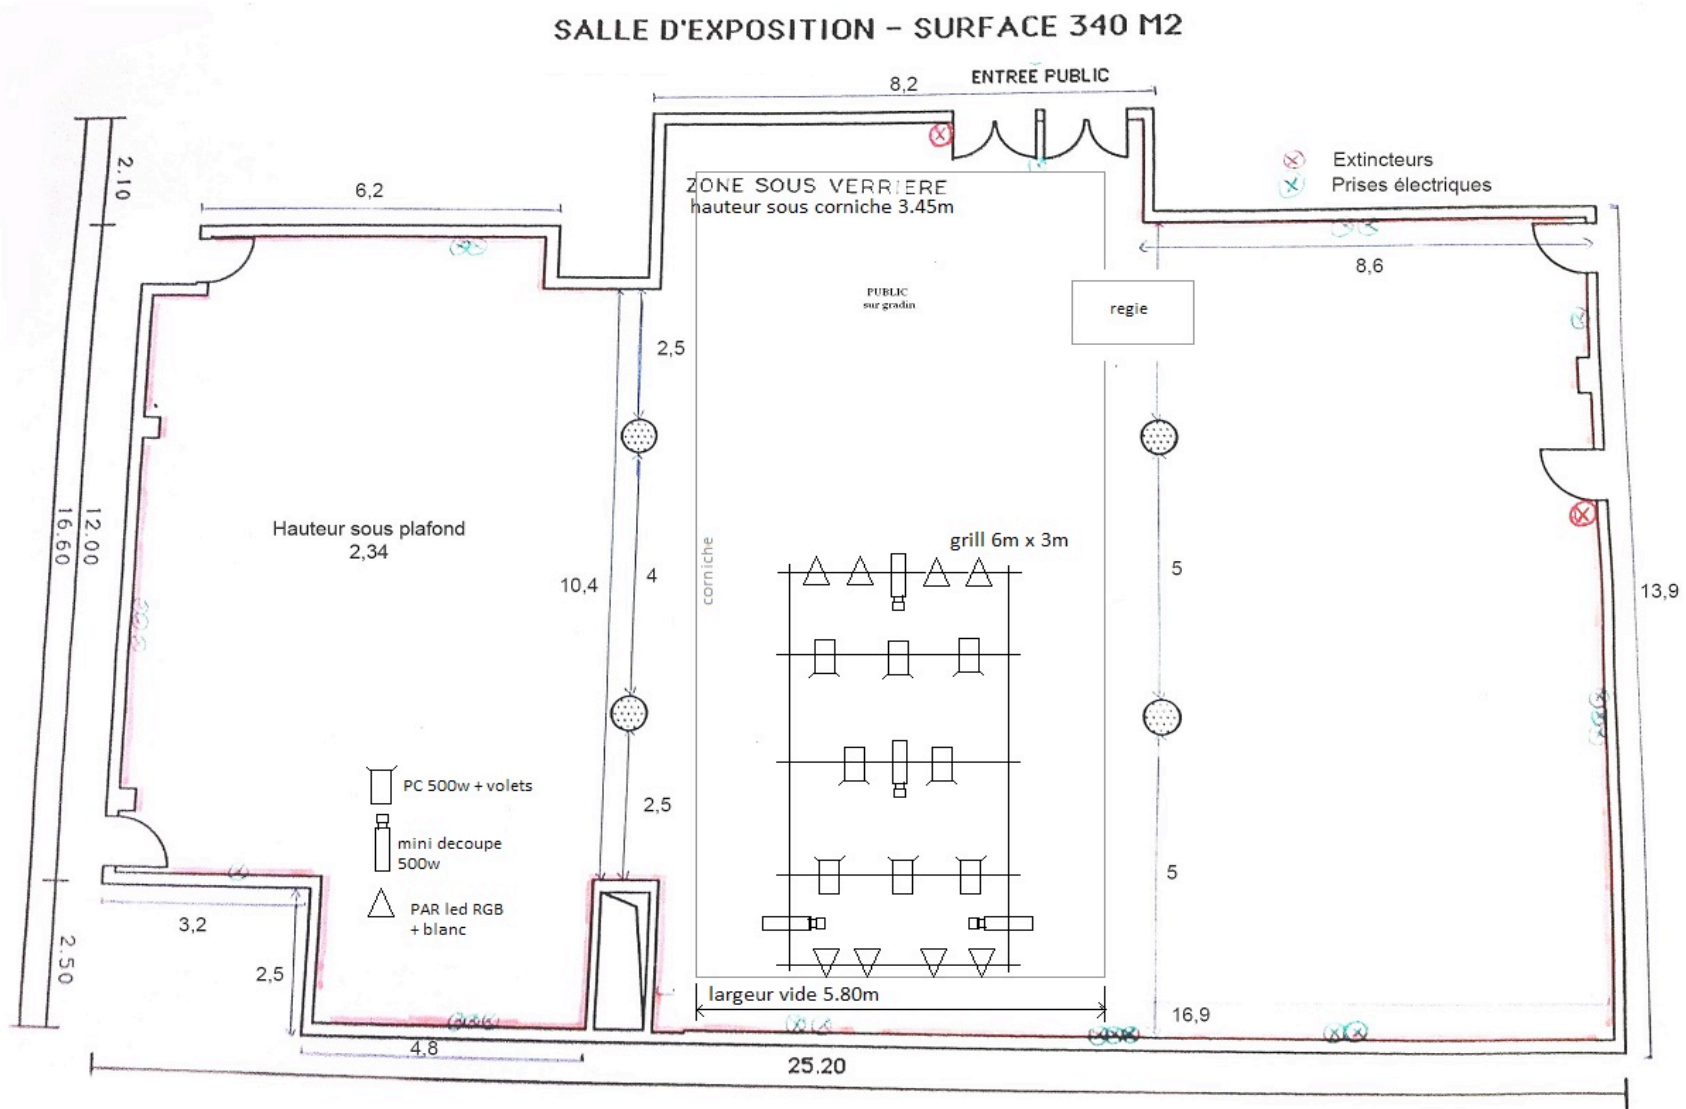 SALLE D'EXPOSITION - SURFACE 340 M2
8,2
ENTREE PUBLIC
Extincteurs
Prises électriques
2.10
6,2
ZONE SOUS VERRIERE
hauteur sous corniche 3.45m
8,6
PUBLIC
sur gradin
regie
2,5
Hauteur sous plafond
2,34
16.60
12.00
10,4
4
corniche
grill 6m x 3m
5
13,9
PC 500w + volets
mini decoupe
500w
PAR led RGB
+ blanc
2,5
5
3,2
2.50
2,5
largeur vide 5.80m
16,9
4,8
25.20